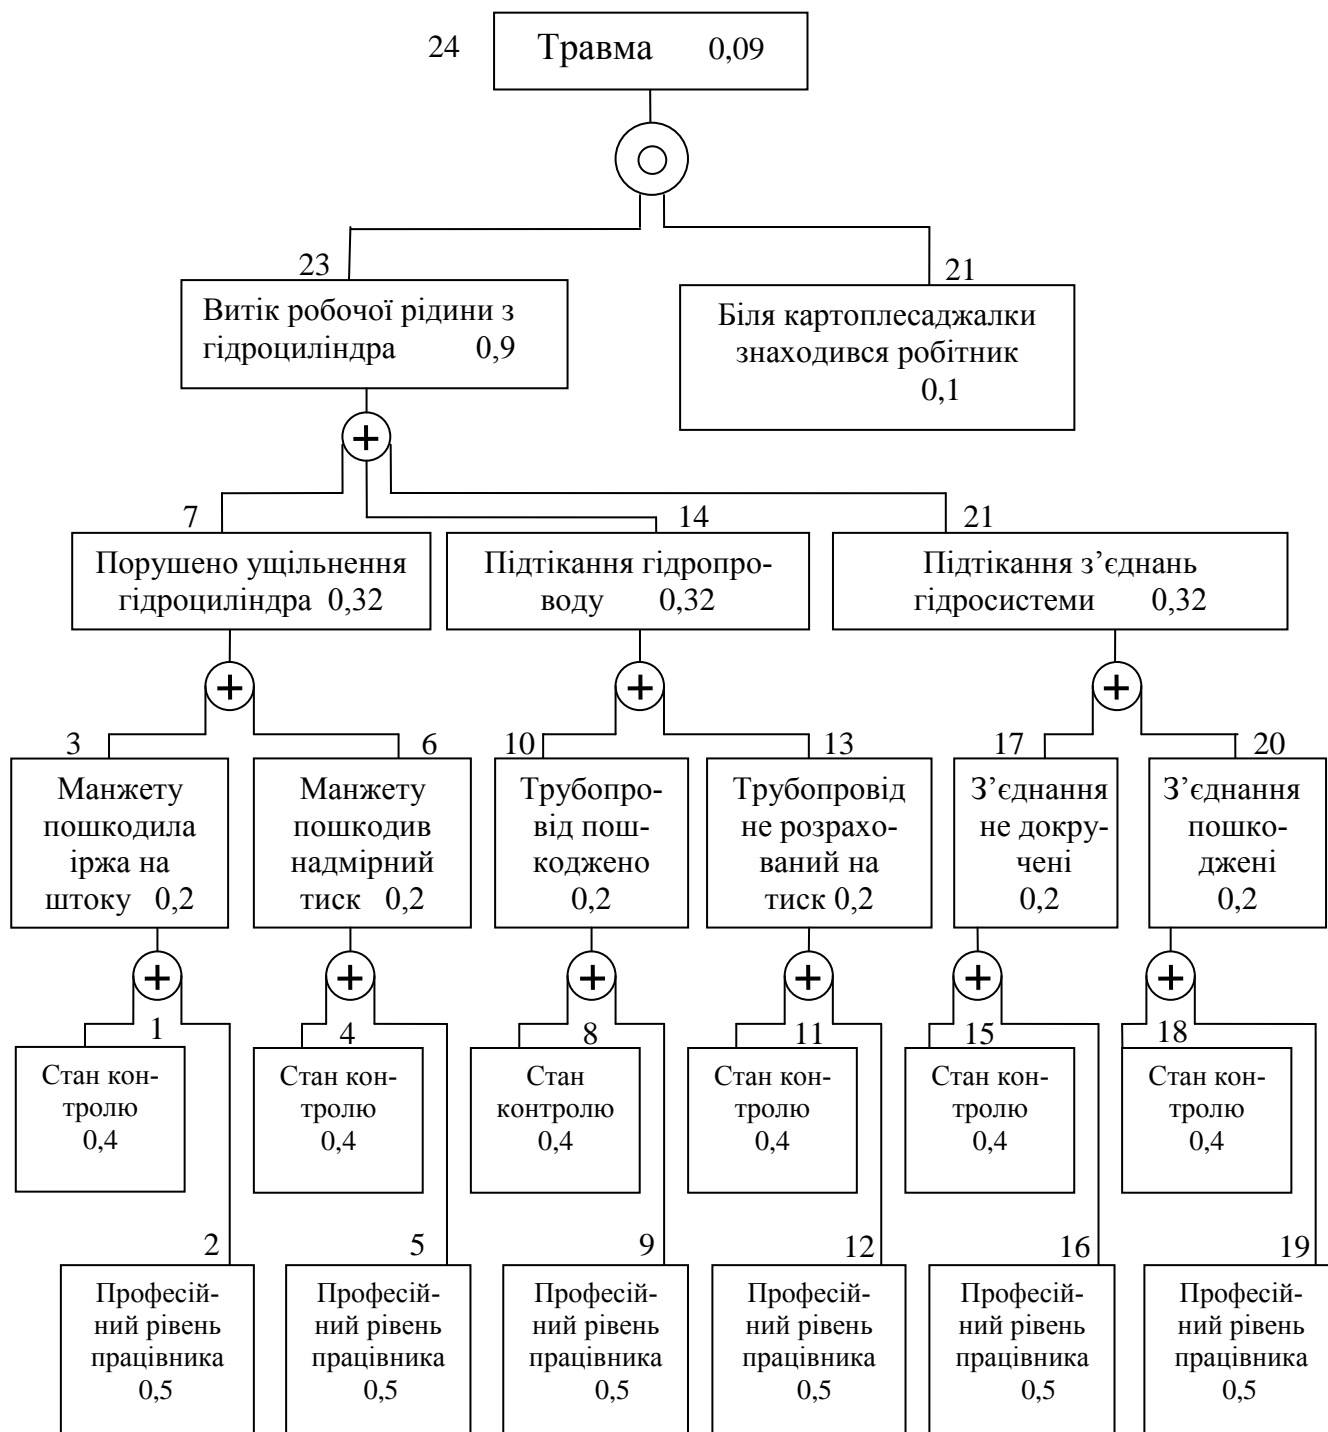 24
Травма 0,09
23
Витік робочої рідини з
гідроциліндра 0,9
21
Біля картоплесаджалки
знаходився робітник
0,1
+
7
Порушено ущільнення
гідроциліндра 0,32
14
Підтікання гідропро-
воду 0,32
21
Підтікання з’єднань
гідросистеми 0,32
+
+
+
3
Манжету
пошкодила
іржа на
штоку 0,2
6
Манжету
пошкодив
надмірний
тиск 0,2
10
Трубопро-
від пош-
коджено
0,2
13
Трубопровід
не розрахо-
ваний на
тиск 0,2
17
З’єднання
не докру-
чені
0,2
20
З’єднання
пошко-
джені
0,2
+
+
+
+
+
+
1
Стан кон-
тролю
0,4
4
Стан кон-
тролю
0,4
8
Стан
контролю
0,4
11
Стан кон-
тролю
0,4
15
Стан кон-
тролю
0,4
18
Стан кон-
тролю
0,4
2
Професій-
ний рівень
працівника
0,5
5
Професій-
ний рівень
працівника
0,5
9
Професій-
ний рівень
працівника
0,5
12
Професій-
ний рівень
працівника
0,5
16
Професій-
ний рівень
працівника
0,5
19
Професій-
ний рівень
працівника
0,5